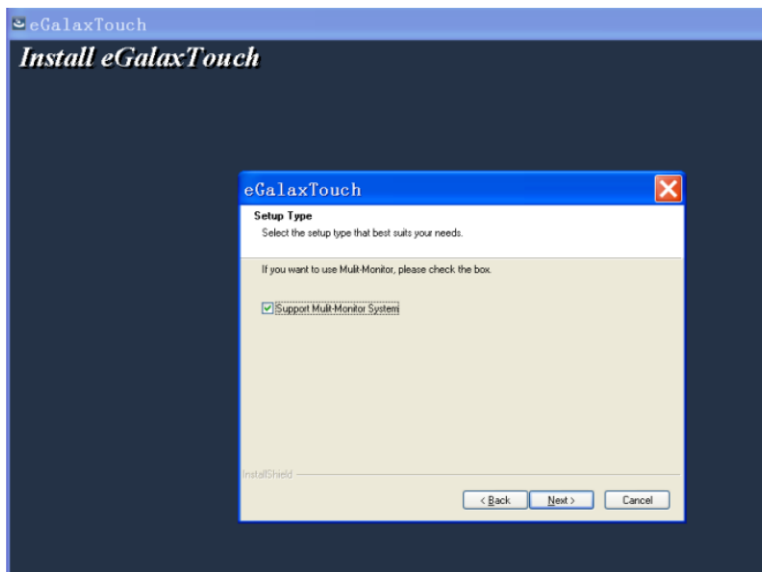 eGalaxTouch
Install eGalaxTouch
eGalaxTouch
Setup Type
Select the setup type that best suits your needs.
If you want to use Mulit-Monitor, please check the box.
Support Mulit-Monitor System
InstallShield
< Back
Next >
Cancel